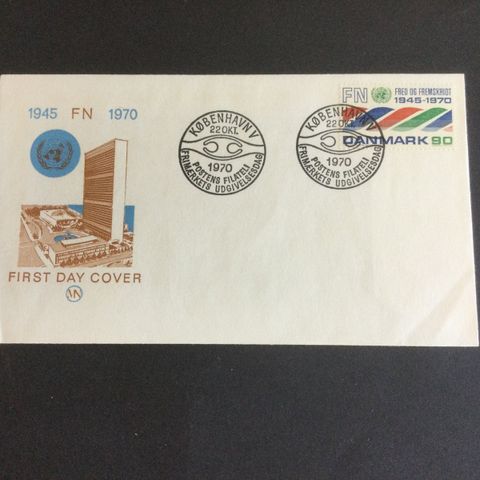 1945 FN 1970
FIRST DAY COVER
KØBENHAVN V
22 OKT.
1970
POSTENS FILATELI
FRIMÆRKETS UDGIVELSESDAG
KØBENHAVN V
22 OKT.
1970
POSTENS FILATELI
FRIMÆRKETS UDGIVELSESDAG
FN FRED OG FREMSKRIDT
1945-1970
DANMARK 90